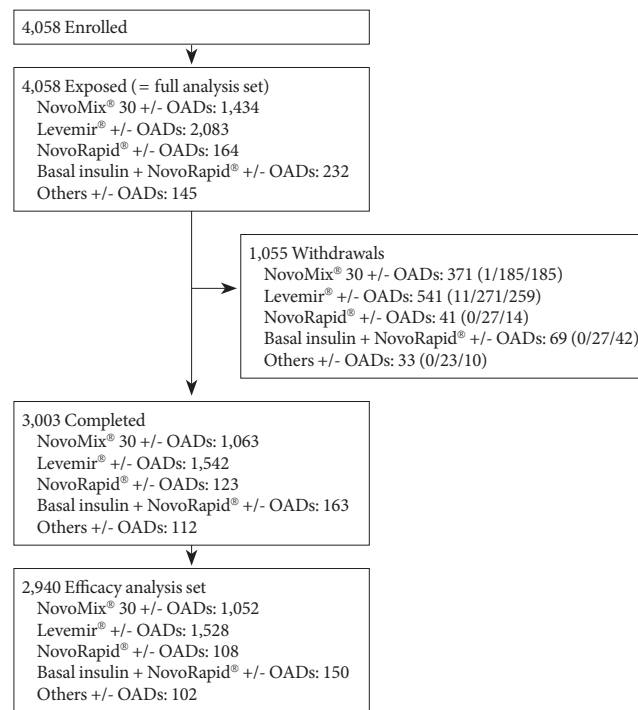 4,058 Enrolled
4,058 Exposed (= full analysis set)
NovoMix® 30 +/- OADs: 1,434
Levemir® +/- OADs: 2,083
NovoRapid® +/- OADs: 164
Basal insulin + NovoRapid® +/- OADs: 232
Others +/- OADs: 145
1,055 Withdrawals
NovoMix® 30 +/- OADs: 371 (1/185/185)
Levemir® +/- OADs: 541 (11/271/259)
NovoRapid® +/- OADs: 41 (0/27/14)
Basal insulin + NovoRapid® +/- OADs: 69 (0/27/42)
Others +/- OADs: 33 (0/23/10)
3,003 Completed
NovoMix® 30 +/- OADs: 1,063
Levemir® +/- OADs: 1,542
NovoRapid® +/- OADs: 123
Basal insulin + NovoRapid® +/- OADs: 163
Others +/- OADs: 112
2,940 Efficacy analysis set
NovoMix® 30 +/- OADs: 1,052
Levemir® +/- OADs: 1,528
NovoRapid® +/- OADs: 108
Basal insulin + NovoRapid® +/- OADs: 150
Others +/- OADs: 102